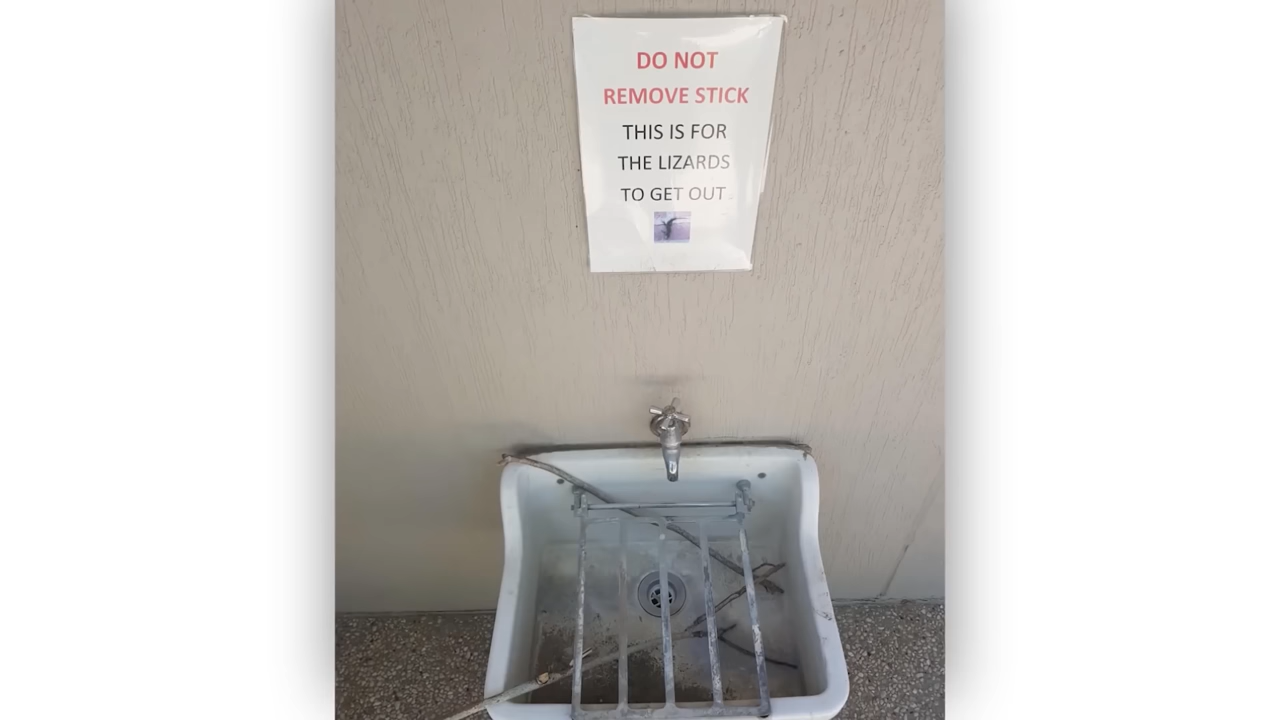 DO NOT
REMOVE STICK
THIS IS FOR
THE LIZARDS
TO GET OUT